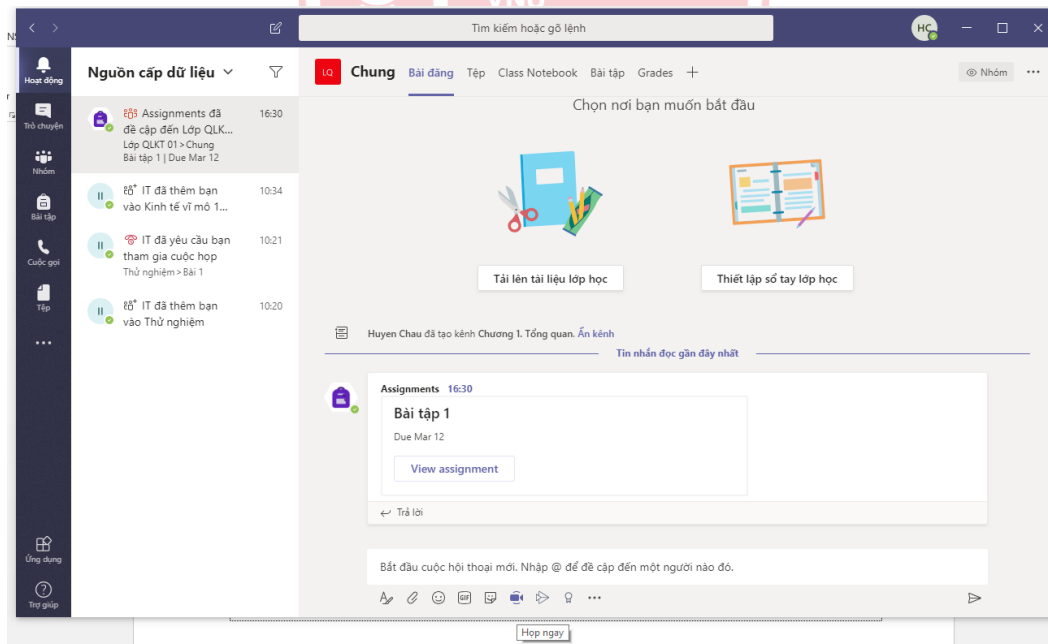 VNU
Tìm kiếm hoặc gõ lệnh
HC
Hoạt động
Trò chuyện
Nhóm
Bài tập
Cuộc gọi
Tệp
Ứng dụng
Trợ giúp
Nguồn cấp dữ liệu
Assignments đã
đề cập đến Lớp QLK...
Lớp QLKT 01 > Chung
Bài tập 1 | Due Mar 12
16:30
II
IT đã thêm bạn
vào Kinh tế vĩ mô 1...
10:34
II
IT đã yêu cầu bạn
tham gia cuộc họp
Thử nghiệm > Bài 1
10:21
II
IT đã thêm bạn
vào Thử nghiệm
10:20
LQ
Chung Bài đăng Tệp Class Notebook Bài tập Grades
Nhóm
Chọn nơi bạn muốn bắt đầu
Tải lên tài liệu lớp học
Thiết lập sổ tay lớp học
Huyen Chau đã tạo kênh Chương 1. Tổng quan. Ẩn kênh
Tin nhắn đọc gần đây nhất
Assignments 16:30
Bài tập 1
Due Mar 12
View assignment
Trả lời
Bắt đầu cuộc hội thoại mới. Nhập @ để đề cập đến một người nào đó.
GIF
Họp ngay